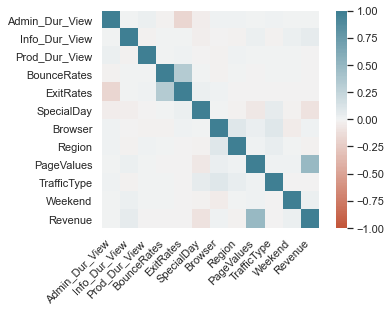 Admin_Dur_View
Info_Dur_View
Prod_Dur_View
BounceRates
ExitRates
SpecialDay
Browser
Region
PageValues
TrafficType
Weekend
Revenue
Admin_Dur_View
Info_Dur_View
Prod_Dur_View
BounceRates
ExitRates
SpecialDay
Browser
Region
PageValues
TrafficType
Weekend
Revenue
1.00
0.75
0.50
0.25
0.00
−0.25
−0.50
−0.75
−1.00